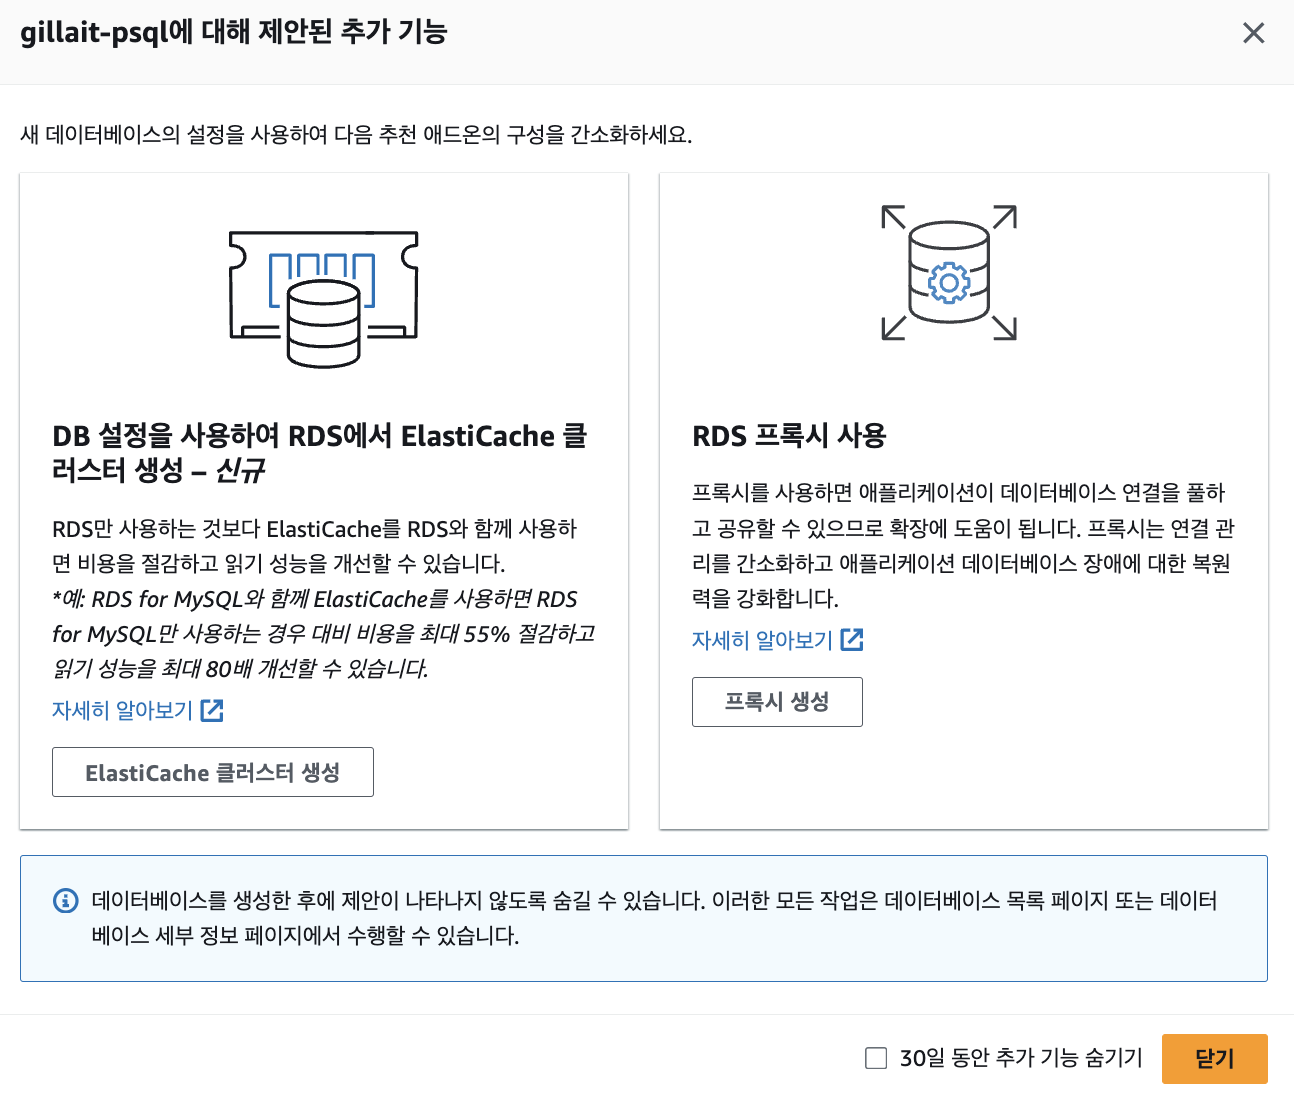 gillait-psql에 대해 제안된 추가 기능
새 데이터베이스의 설정을 사용하여 다음 추천 애드온의 구성을 간소화하세요.
DB 설정을 사용하여 RDS에서 ElastiCache 클
러스터 생성 – 신규
RDS만 사용하는 것보다 ElastiCache를 RDS와 함께 사용하
면 비용을 절감하고 읽기 성능을 개선할 수 있습니다.
*예: RDS for MySQL와 함께 ElastiCache를 사용하면 RDS
for MySQL만 사용하는 경우 대비 비용을 최대 55% 절감하고
읽기 성능을 최대 80배 개선할 수 있습니다.
자세히 알아보기
ElastiCache 클러스터 생성
RDS 프록시 사용
프록시를 사용하면 애플리케이션이 데이터베이스 연결을 풀하
고 공유할 수 있으므로 확장에 도움이 됩니다. 프록시는 연결 관
리를 간소화하고 애플리케이션 데이터베이스 장애에 대한 복원
력을 강화합니다.
자세히 알아보기
프록시 생성
데이터베이스를 생성한 후에 제안이 나타나지 않도록 숨길 수 있습니다. 이러한 모든 작업은 데이터베이스 목록 페이지 또는 데이터
베이스 세부 정보 페이지에서 수행할 수 있습니다.
30일 동안 추가 기능 숨기기
닫기